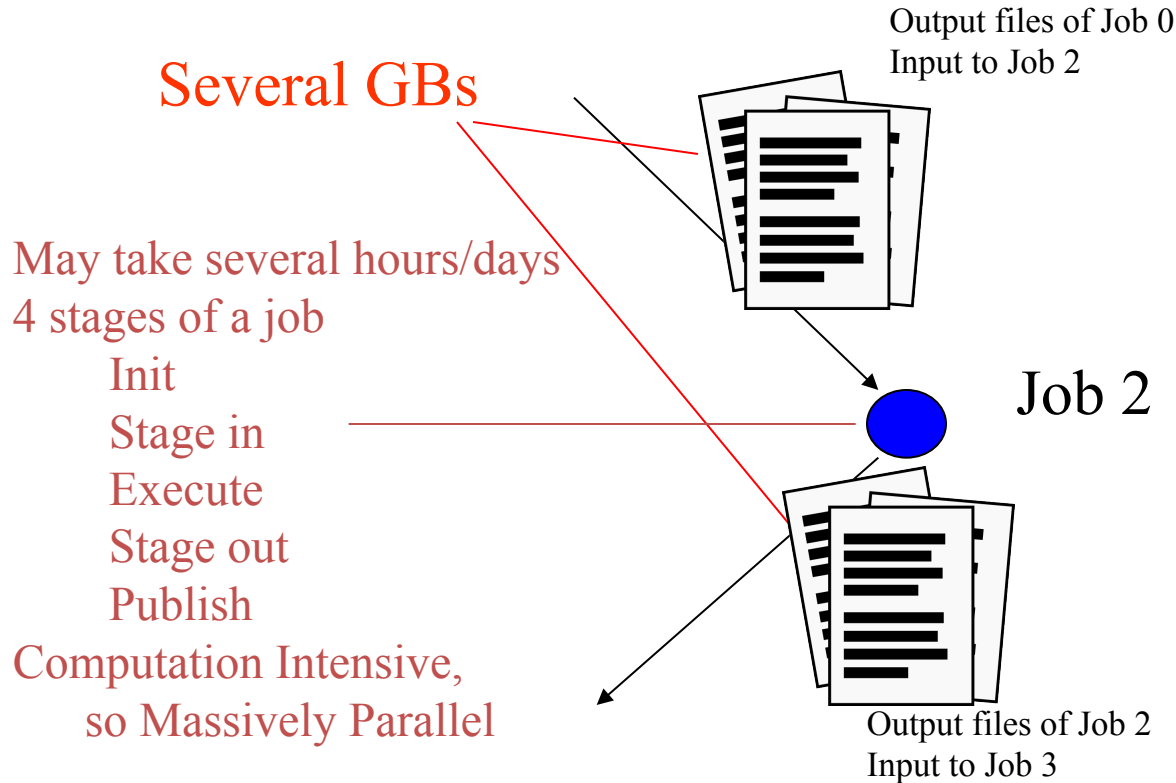 Output files of Job 0
Input to Job 2
Several GBs
May take several hours/days
4 stages of a job
Init
Stage in
Execute
Stage out
Publish
Computation Intensive,
so Massively Parallel
Job 2
Output files of Job 2
Input to Job 3